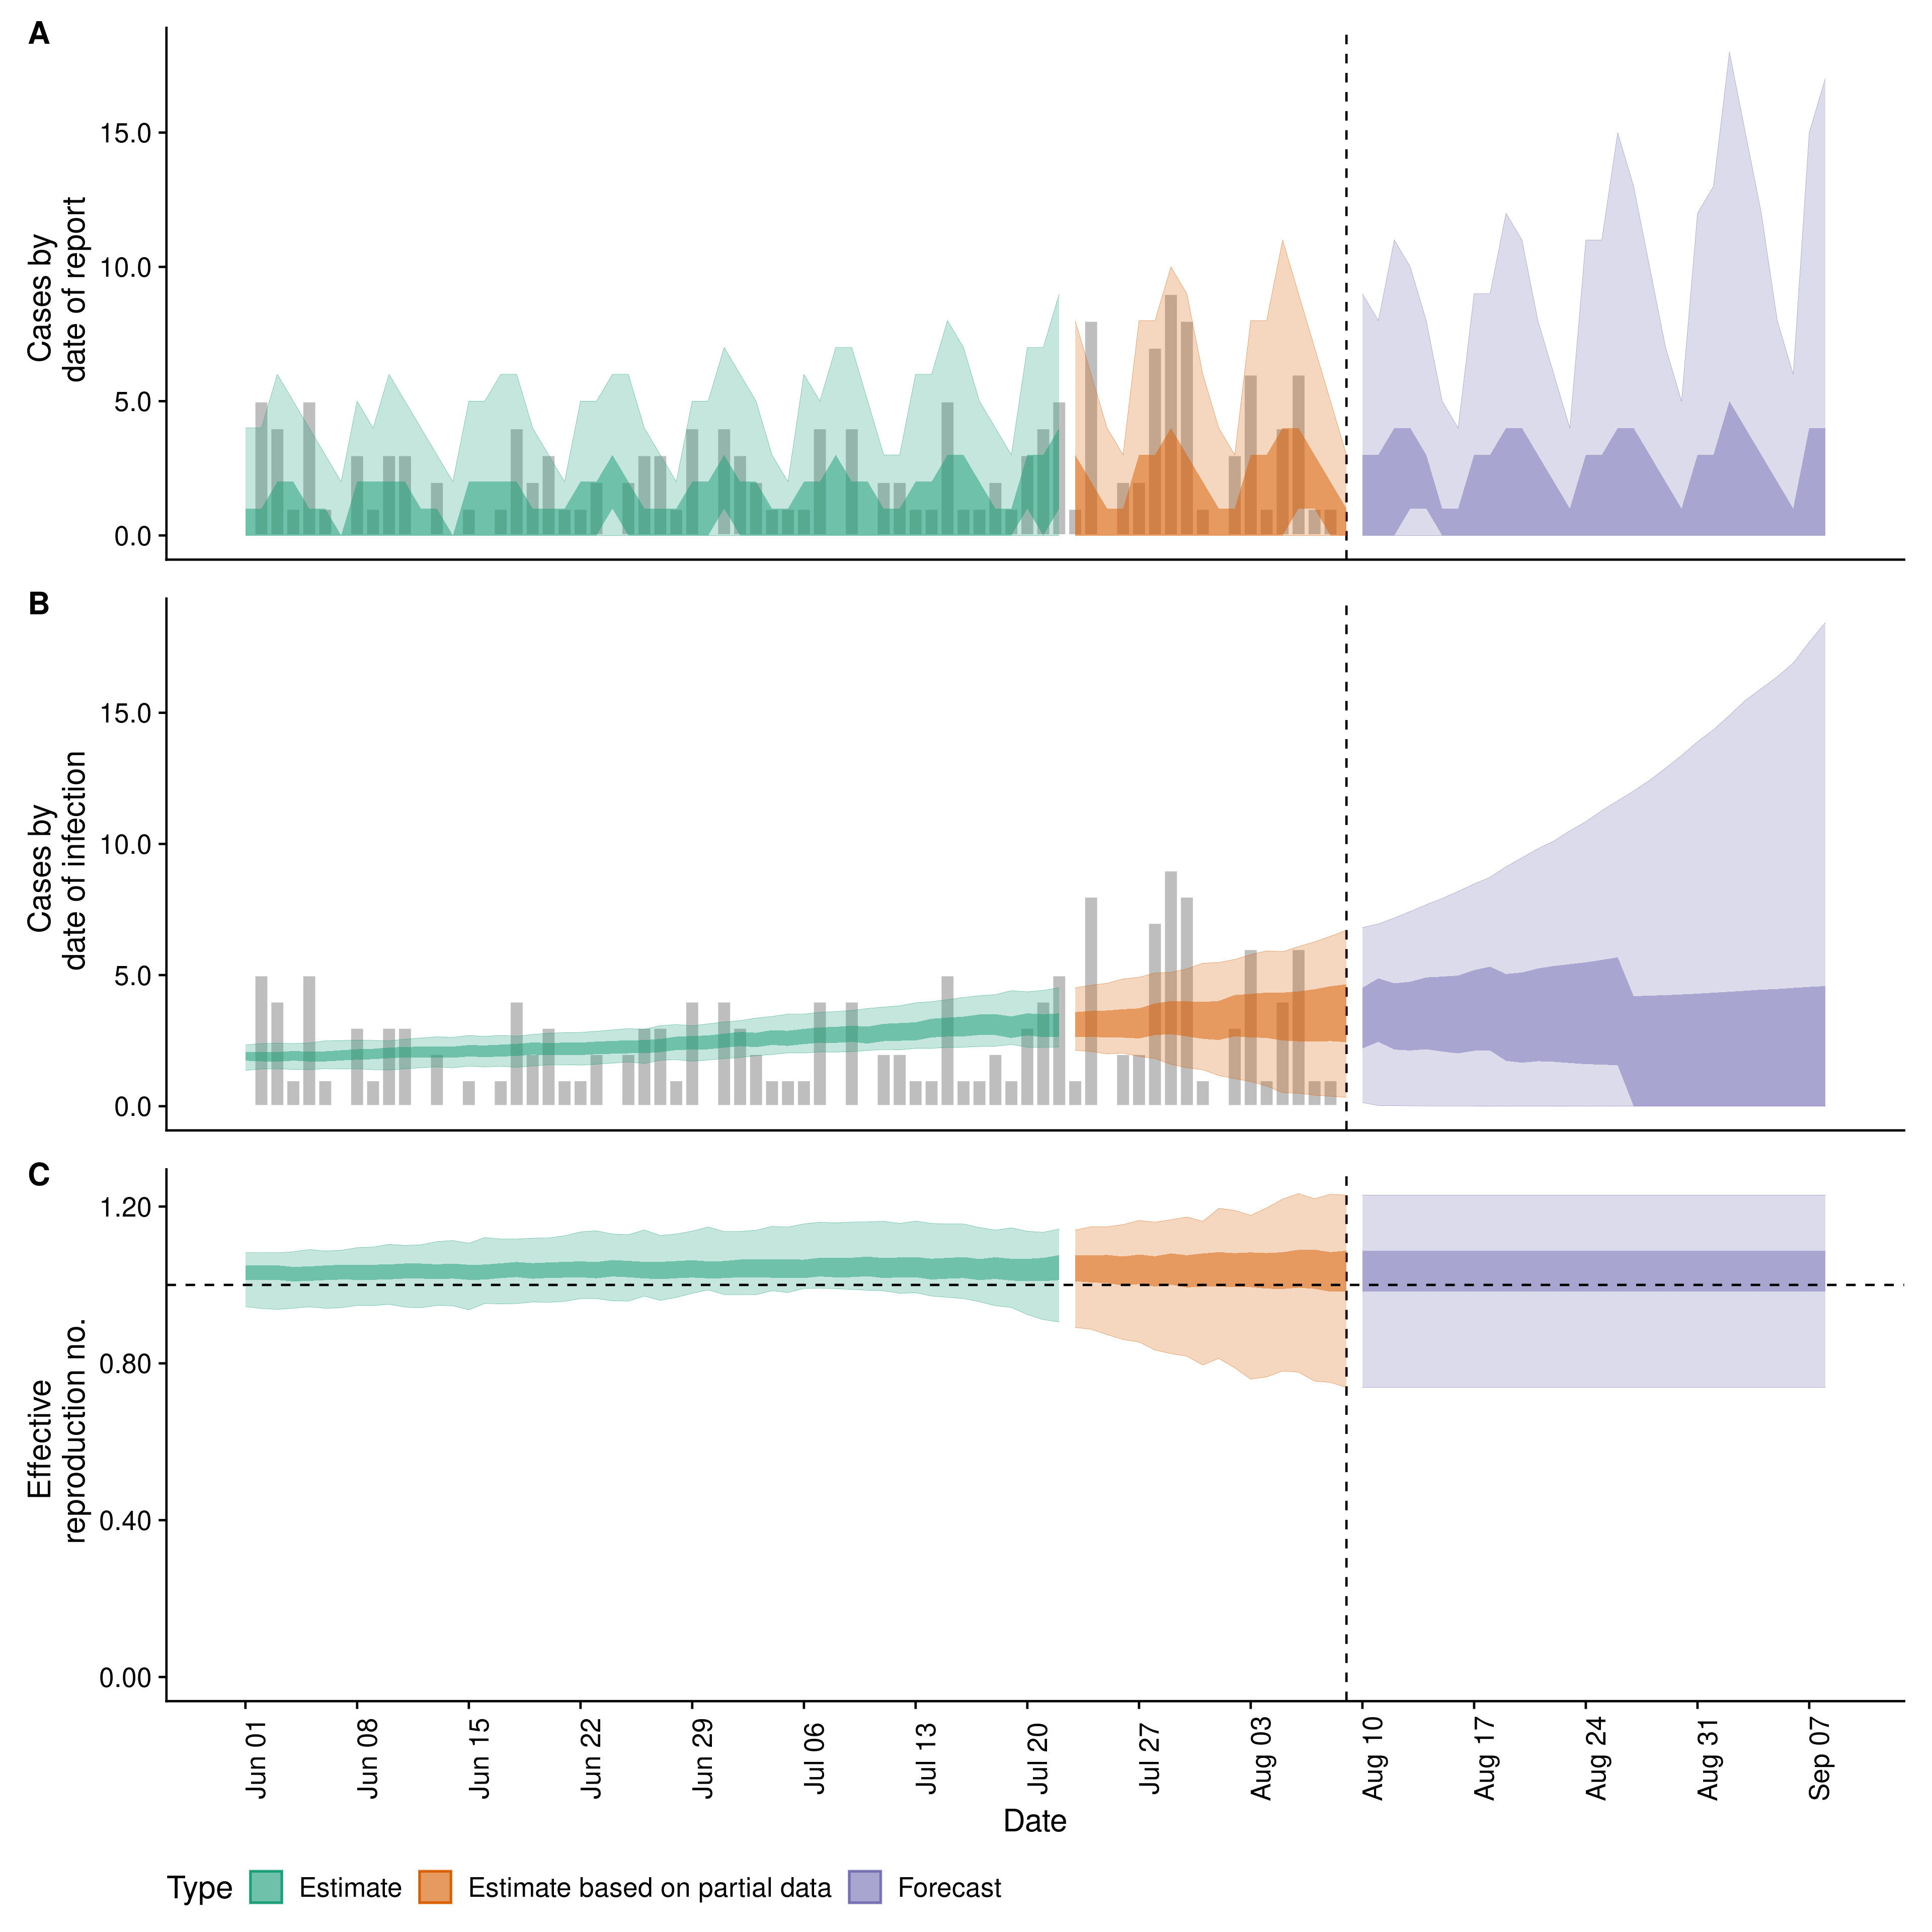 A
Cases by
date of report
15.0
10.0
5.0
0.0
B
Cases by
date of infection
15.0
10.0
5.0
0.0
C
Effective
reproduction no.
1.20
0.80
0.40
0.00
Jun 01
Jun 08
Jun 15
Jun 22
Jun 29
Jul 06
Jul 13
Jul 20
Jul 27
Aug 03
Aug 10
Aug 17
Aug 24
Aug 31
Sep 07
Date
Type Estimate Estimate based on partial data Forecast